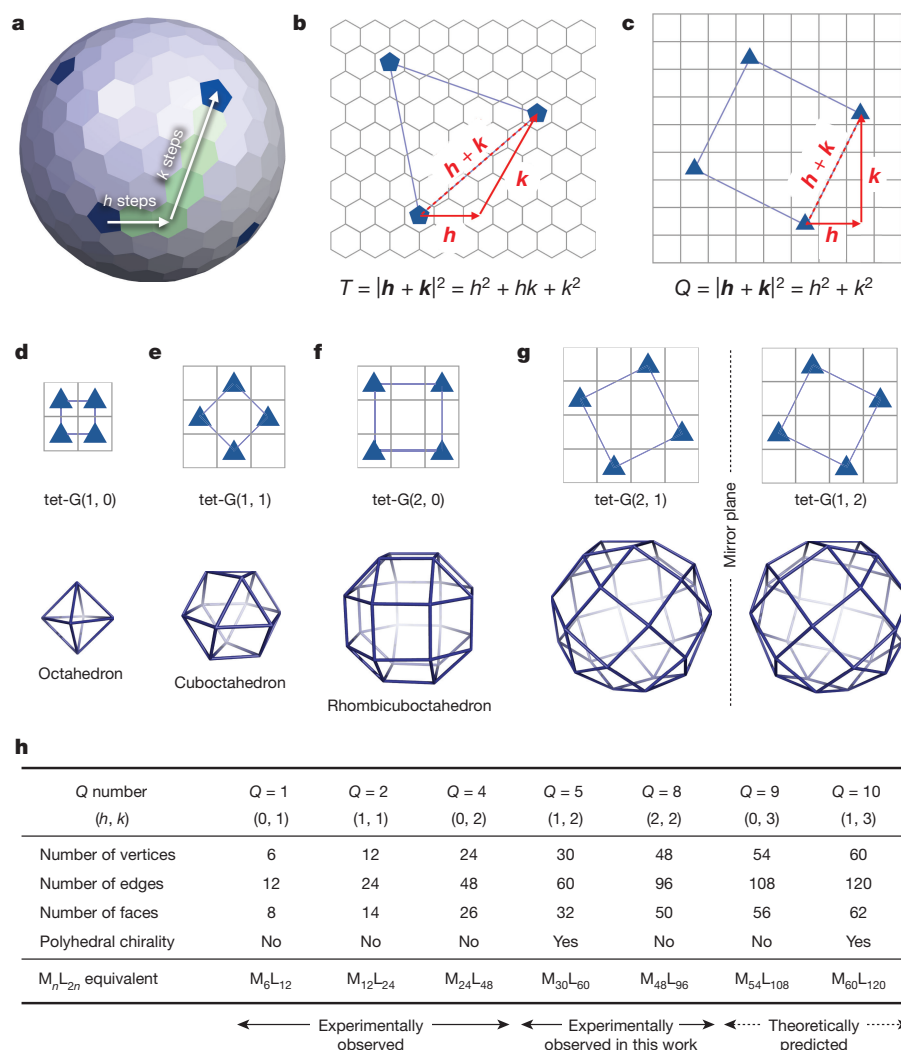 a
b
c
h steps
k steps
h + k
k
h
h + k
k
h
T = |h + k|² = h² + hk + k²
Q = |h + k|² = h² + k²
d
e
f
g
tet-G(1, 0)
tet-G(1, 1)
tet-G(2, 0)
tet-G(2, 1)
Mirror plane
tet-G(1, 2)
Octahedron
Cuboctahedron
Rhombicuboctahedron
h
Q number Q = 1 Q = 2 Q = 4 Q = 5 Q = 8 Q = 9 Q = 10
(h, k) (0, 1) (1, 1) (0, 2) (1, 2) (2, 2) (0, 3) (1, 3)
Number of vertices 6 12 24 30 48 54 60
Number of edges 12 24 48 60 96 108 120
Number of faces 8 14 26 32 50 56 62
Polyhedral chirality No No No Yes No No Yes
MₙL₂ₙ equivalent M₆L₁₂ M₁₂L₂₄ M₂₄L₄₈ M₃₀L₆₀ M₄₈L₉₆ M₅₄L₁₀₈ M₆₀L₁₂₀
Experimentally Experimentally Theoretically
observed observed in this work predicted